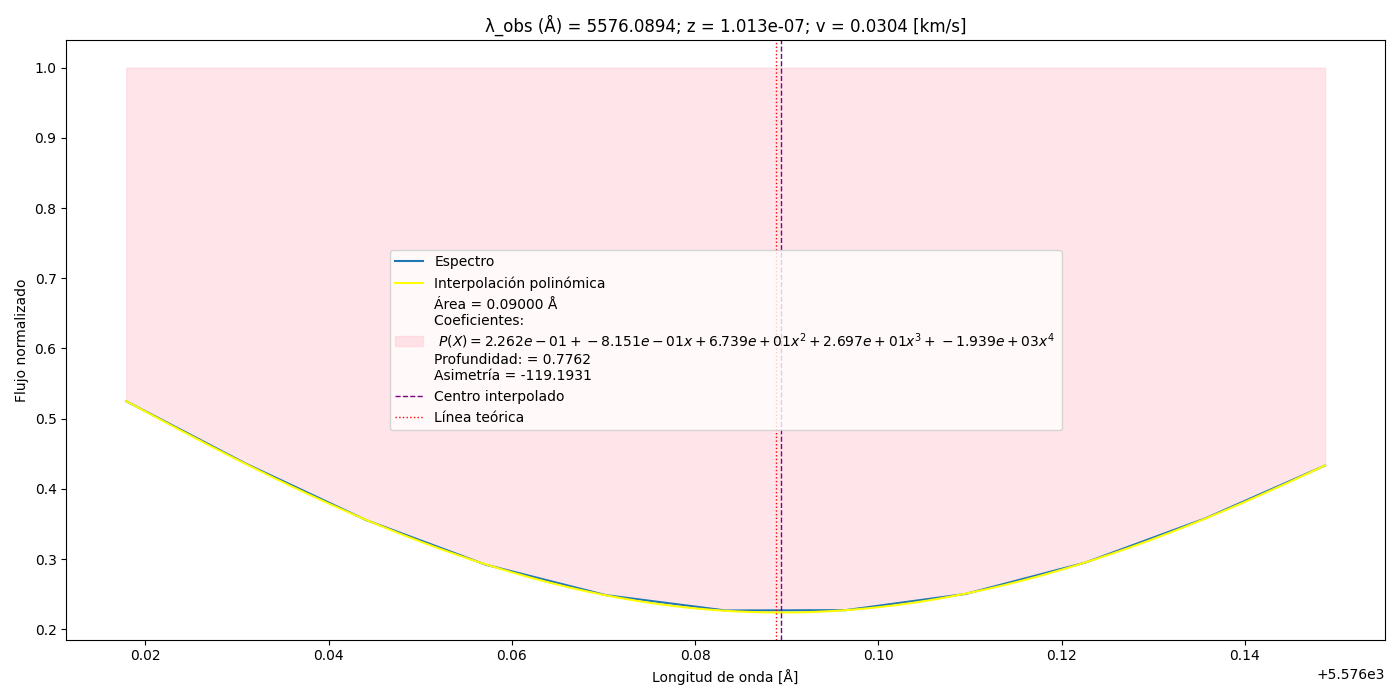 λ_obs (Å) = 5576.0894; z = 1.013e-07; v = 0.0304 [km/s]
Flujo normalizado
1.0
0.9
0.8
0.7
0.6
0.5
0.4
0.3
0.2
Espectro
Interpolación polinómica
Área = 0.09000 Å
Coeficientes:
P(X) = 2.262e − 01 + −8.151e − 01x + 6.739e + 01x² + 2.697e + 01x³ + −1.939e + 03x⁴
Profundidad: = 0.7762
Asimetría = -119.1931
Centro interpolado
Línea teórica
0.02 0.04 0.06 0.08 0.10 0.12 0.14
+5.576e3
Longitud de onda [Å]